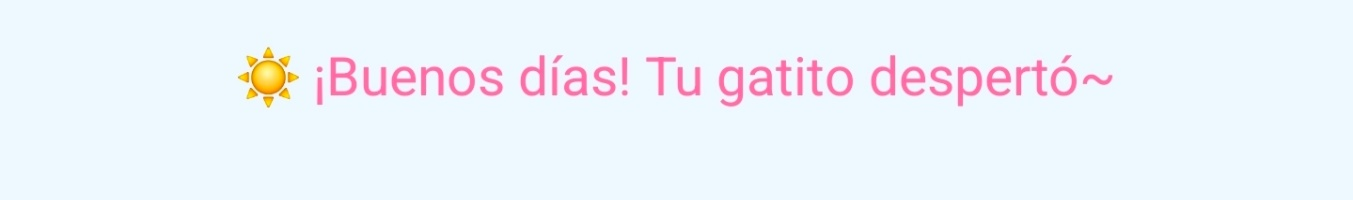 ☀️ ¡Buenos días! Tu gatito despertó~